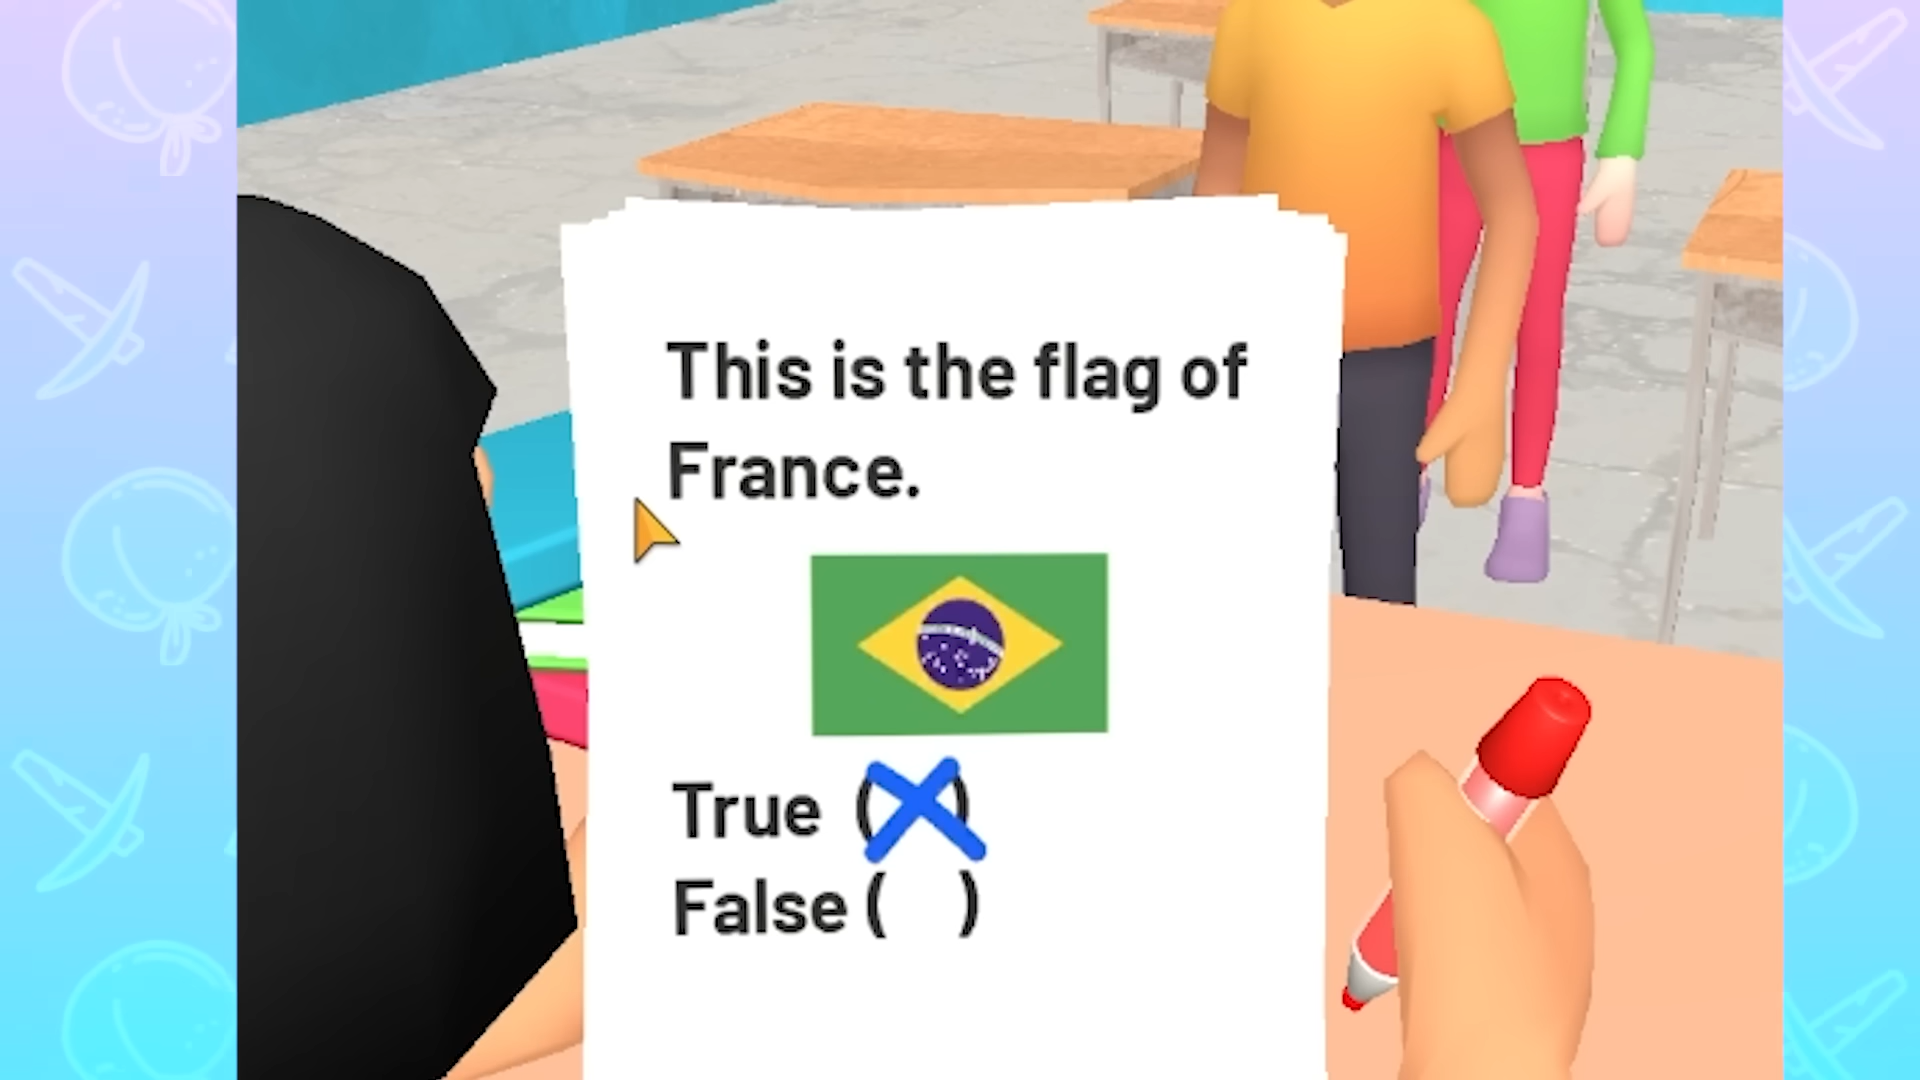 This is the flag of
France.
True ( )
False ( )